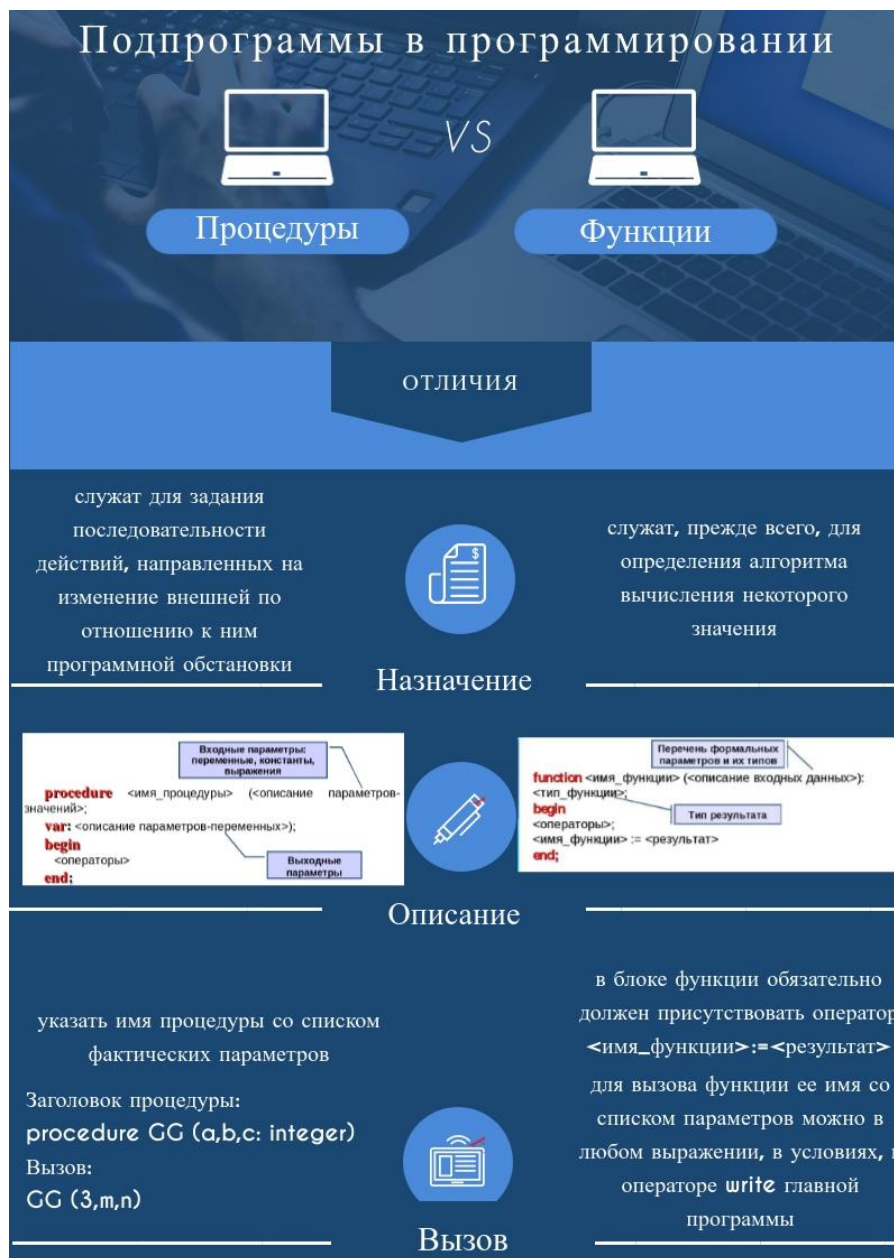 Подпрограммы в программировании
VS
Процедуры
Функции
ОТЛИЧИЯ
служат для задания
последовательности
действий, направленных на
изменение внешней по
отношению к ним
программной обстановки
$
служат, прежде всего, для
определения алгоритма
вычисления некоторого
значения
Назначение
Входные параметры:
переменные, константы,
выражения
procedure <имя_процедуры> (<описание параметров-
значений>;
var: <описание параметров-переменных>);
begin
<операторы>
Выходные
параметры
end;
Перечень формальных
параметров и их типов
function <имя_функции> (<описание входных данных>):
<тип_функции>;
Тип результата
begin
<операторы>;
<имя_функции> := <результат>
end;
Описание
указать имя процедуры со списком
фактических параметров
Заголовок процедуры:
procedure GG (a,b,c: integer)
Вызов:
GG (3,m,n)
в блоке функции обязательно
должен присутствовать оператор
<имя_функции>:=<результат>
для вызова функции ее имя со
списком параметров можно в
любом выражении, в условиях,
операторе write главной
программы
Вызов